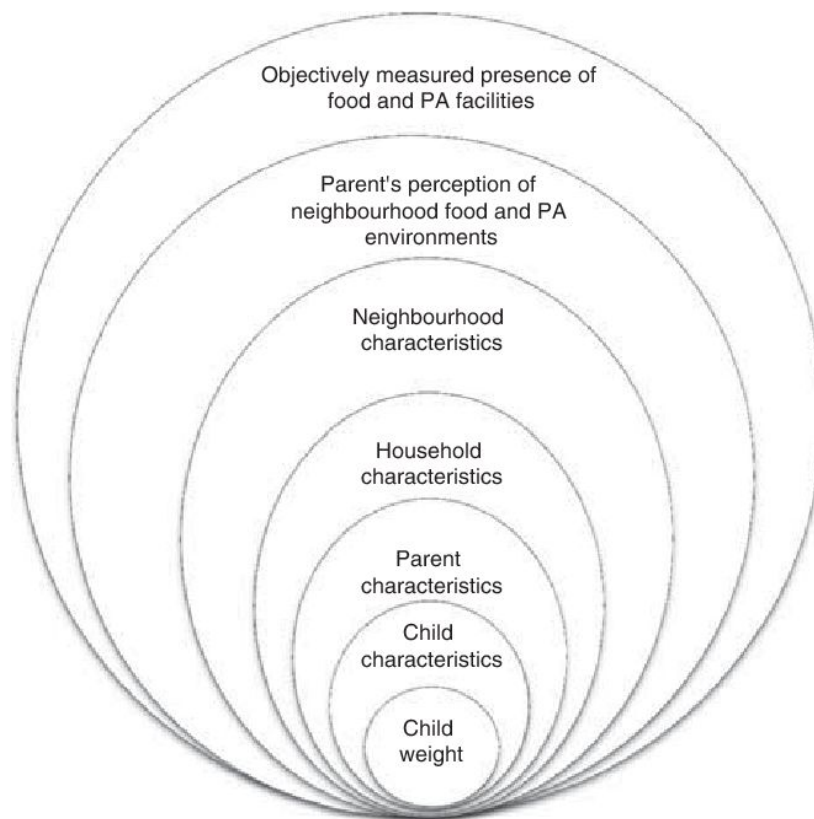 Objectively measured presence of
food and PA facilities
Parent's perception of
neighbourhood food and PA
environments
Neighbourhood
characteristics
Household
characteristics
Parent
characteristics
Child
characteristics
Child
weight